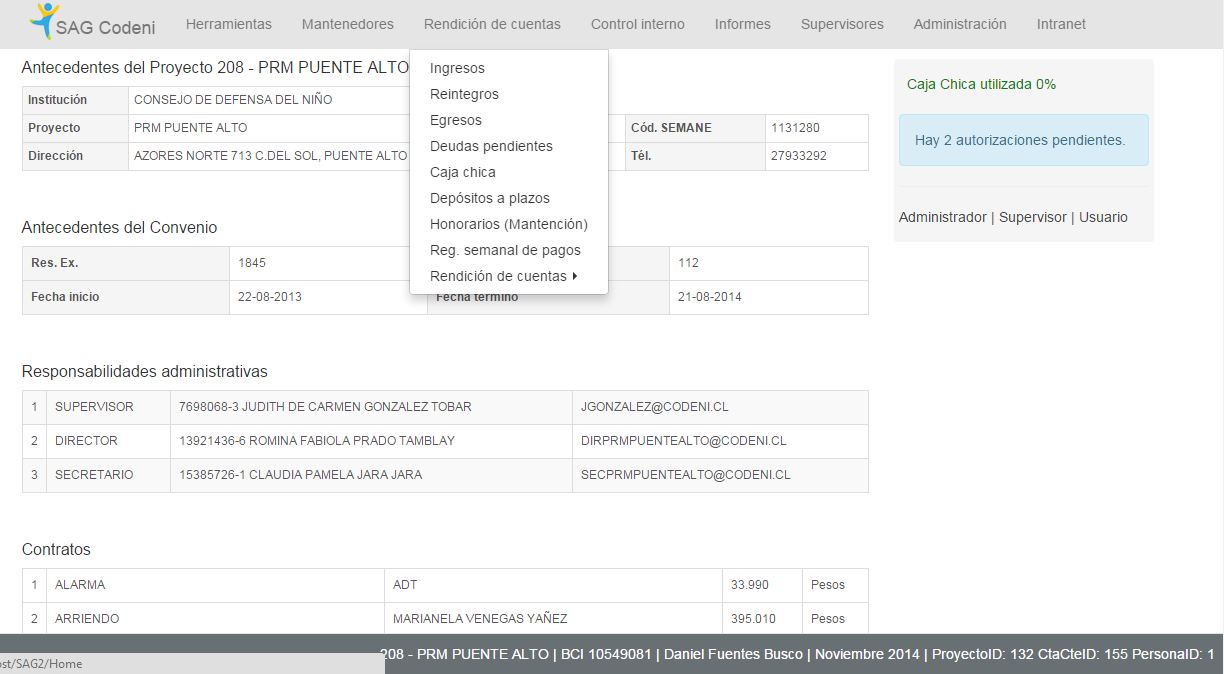 SAG Codeni Herramientas Mantenedores Rendición de cuentas Control interno Infones Supervisores Administración Intranet
Antecedentes del Proyecto 208 - PRM PUENTE ALTO
Institución CONSEJO DE DEFENSA DEL NIÑO
Proyecto PRM PUENTE ALTO Cód. SEMANE 1131280
Dirección AZORES NORTE 713 C.DEL SOL, PUENTE ALTO Tél. 27933292
Ingresos
Reintegros
Egresos
Deudas pendientes
Caja chica
Depósitos a plazos
Honorarios (Mantención)
Reg. semanal de pagos
Rendición de cuentas
Caja Chica utilizada 0%
Hay 2 autorizaciones pendientes.
Administrador | Supervisor | Usuario
Antecedentes del Convenio
Res. Ex. 1845 112
Fecha inicio 22-08-2013 Fecha término 21-08-2014
Responsabilidades administrativas
1 SUPERVISOR 7698068-3 JUDITH DE CARMEN GONZALEZ TOBAR JGONZALEZ@CODENI.CL
2 DIRECTOR 13921436-6 ROMINA FABIOLA PRADO TAMBLAY DIRPRMPUENTEALTO@CODENI.CL
3 SECRETARIO 15385726-1 CLAUDIA PAMELA JARA JARA SECPRMPUENTEALTO@CODENI.CL
Contratos
1 ALARMA ADT 33.990 Pesos
2 ARRIENDO MARIANELA VENEGAS YAÑEZ 395.010 Pesos
208 - PRM PUENTE ALTO | BCI 10549081 | Daniel Fuentes Busco | Noviembre 2014 | ProyectoID: 132 CtaCteID: 155 PersonaID: 1
ost/SAG2/Home